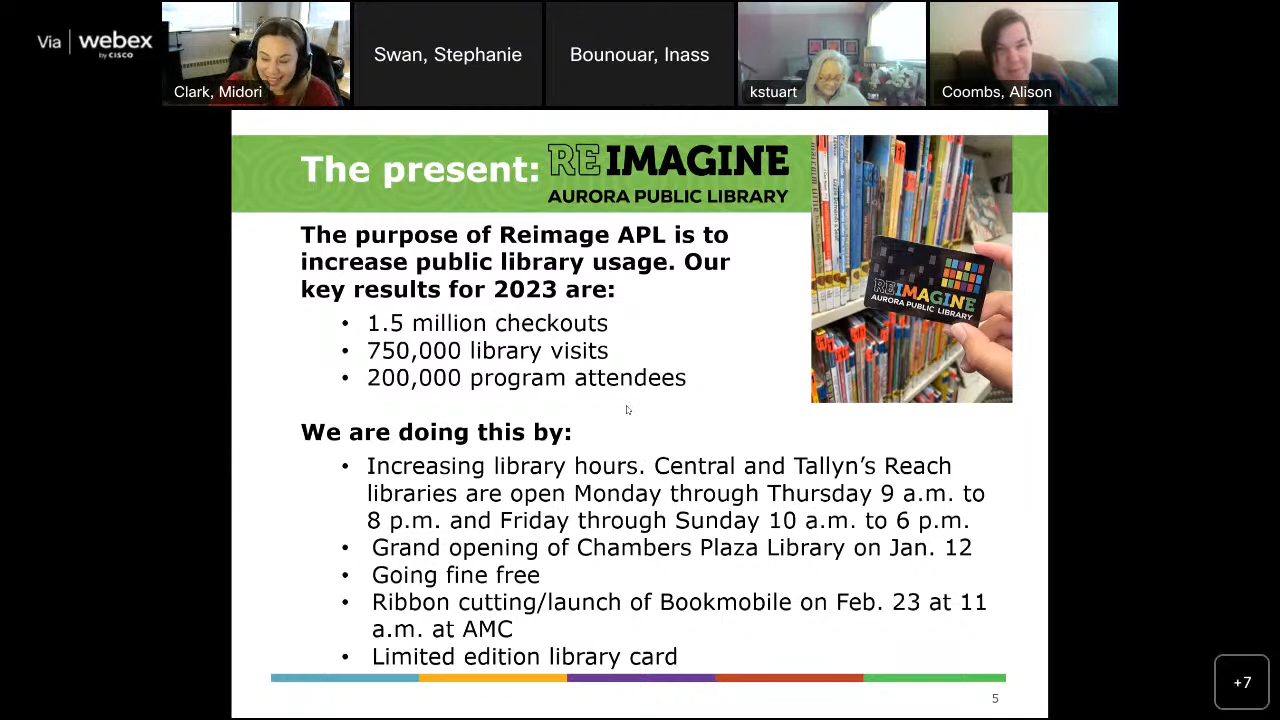 Via webex
by CISCO
Clark, Midori
Swan, Stephanie
Bounouar, Inass
kstuart
Coombs, Alison
The present:
REIMAGINE
AURORA PUBLIC LIBRARY
The purpose of Reimage APL is to
increase public library usage. Our
key results for 2023 are:
• 1.5 million checkouts
• 750,000 library visits
• 200,000 program attendees
REIMAGINE
AURORA PUBLIC LIBRARY
We are doing this by:
• Increasing library hours. Central and Tallyn's Reach
libraries are open Monday through Thursday 9 a.m. to
8 p.m. and Friday through Sunday 10 a.m. to 6 p.m.
• Grand opening of Chambers Plaza Library on Jan. 12
• Going fine free
• Ribbon cutting/launch of Bookmobile on Feb. 23 at 11
a.m. at AMC
• Limited edition library card
5
+7